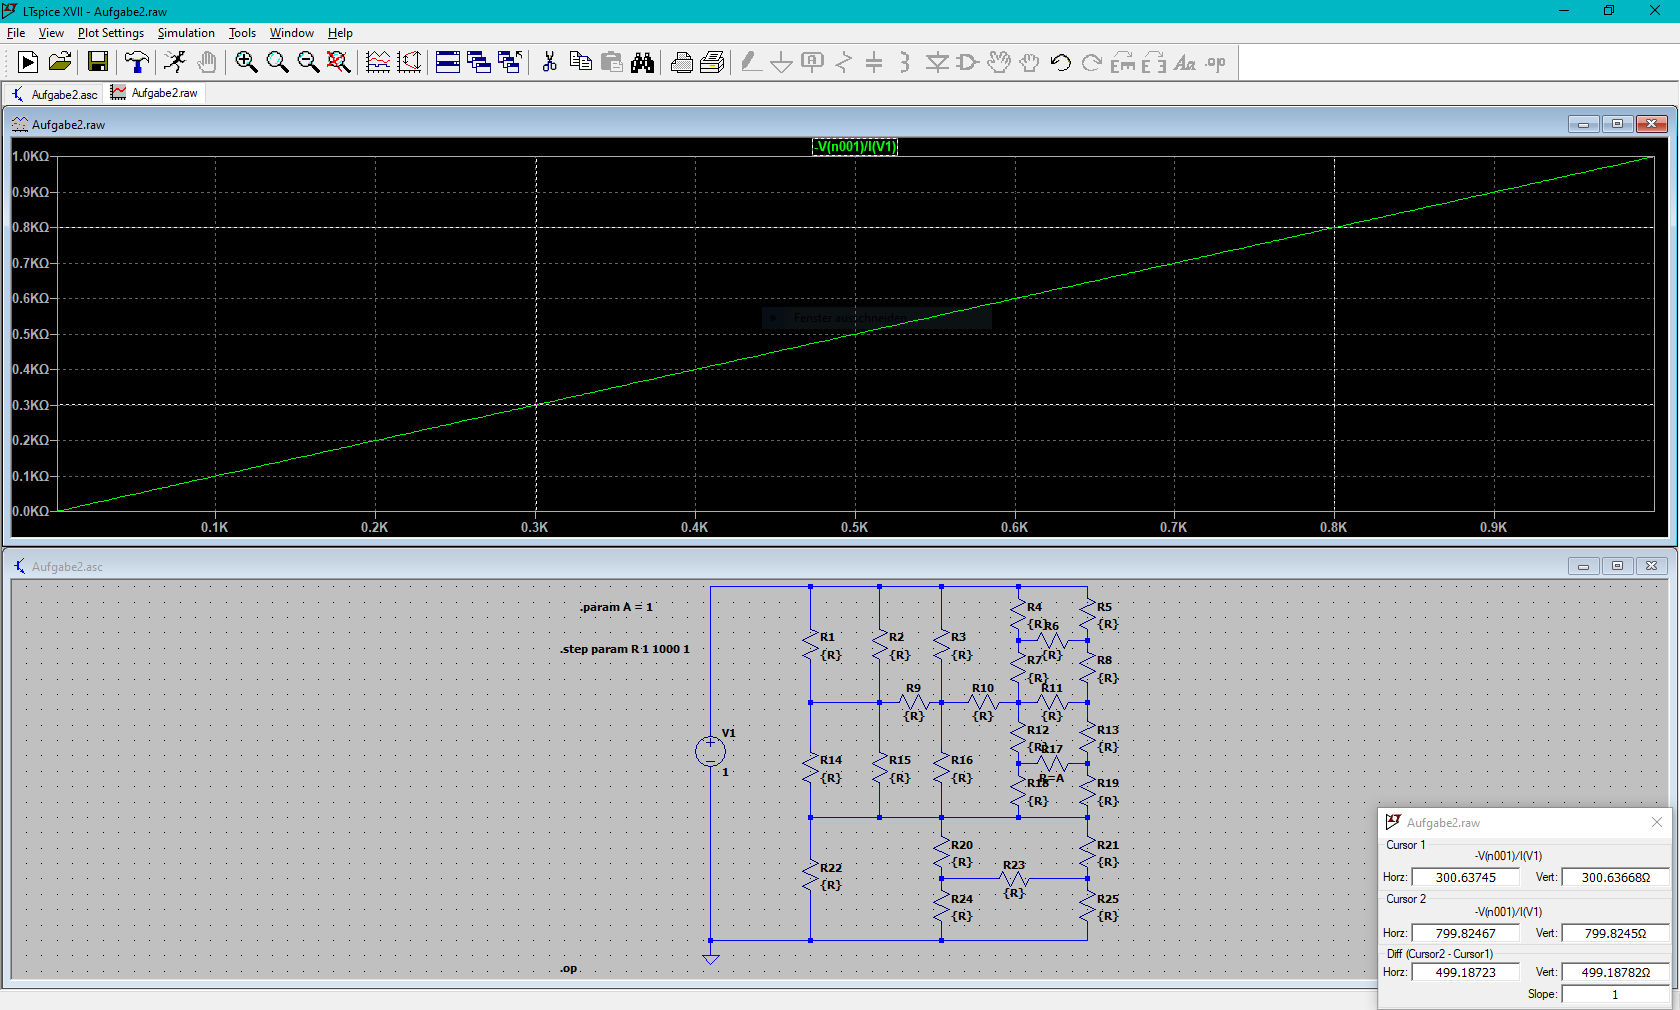 LTspice XVII - Aufgabe2.raw
File View Plot Settings Simulation Tools Window Help
Aufgabe2.asc Aufgabe2.raw
Aufgabe2.raw
-V(n001)/I(V1)
1.0KΩ
0.9KΩ
0.8KΩ
0.7KΩ
0.6KΩ
Fenster ausschneiden
0.5KΩ
0.4KΩ
0.3KΩ
0.2KΩ
0.1KΩ
0.0KΩ
0.1K 0.2K 0.3K 0.4K 0.5K 0.6K 0.7K 0.8K 0.9K
Aufgabe2.asc
.param A = 1
.step param R 1 1000 1
R4 R5
{R} {R}
R6
{R}
R1 R2 R3
{R} {R} {R}
R7 R8
{R} {R}
R9 R10 R11
{R} {R} {R}
R12 R13
{R} {R}
V1
1
R17
R=A
R14 R15 R16
{R} {R} {R}
R18 R19
{R} {R}
R20 R21
{R} {R}
R22 R23
{R} {R}
R24 R25
{R} {R}
.op
Aufgabe2.raw
Cursor 1
-V(n001)/I(V1)
Horz: 300.63745 Vert: 300.63668Ω
Cursor 2
-V(n001)/I(V1)
Horz: 799.82467 Vert: 799.8245Ω
Diff (Cursor2 - Cursor1)
Horz: 499.18723 Vert: 499.18782Ω
Slope: 1